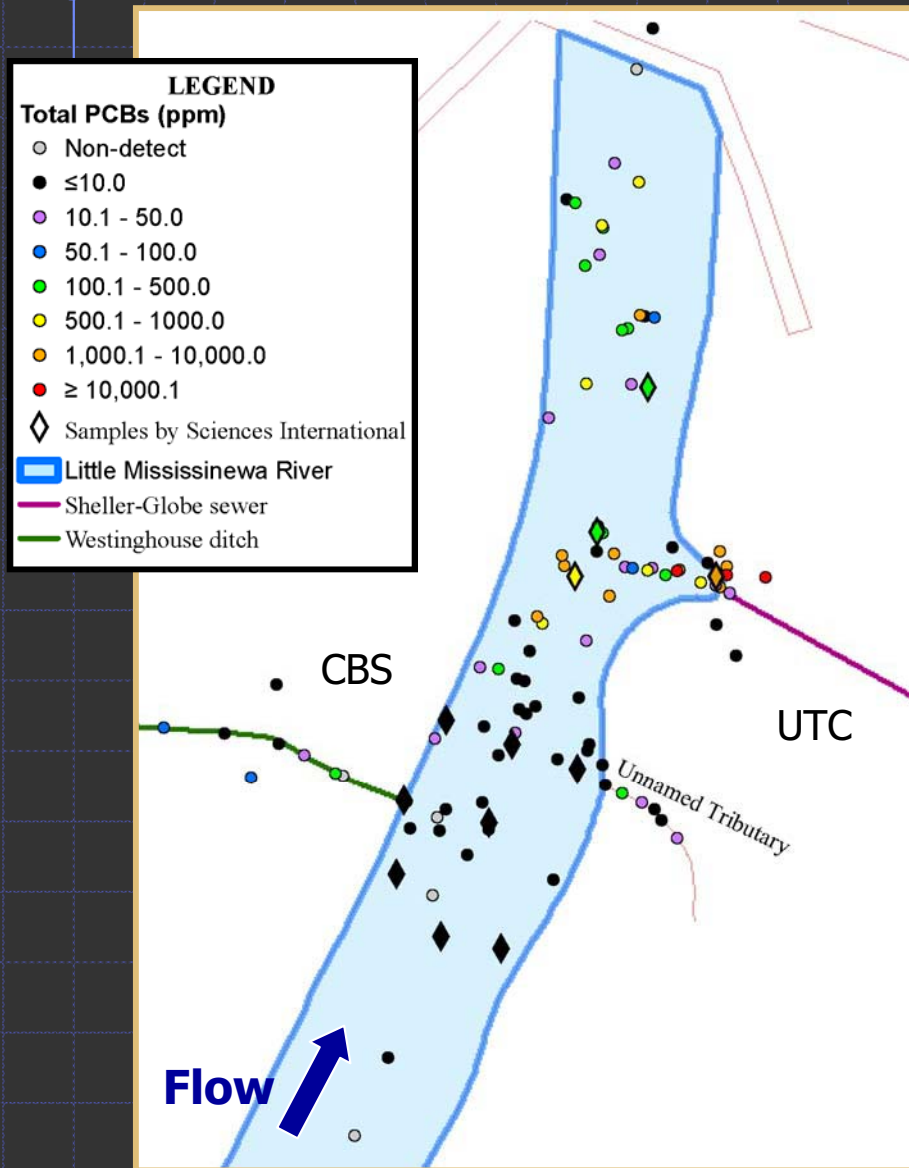 LEGEND
Total PCBs (ppm)
Non-detect
≤10.0
10.1 - 50.0
50.1 - 100.0
100.1 - 500.0
500.1 - 1000.0
1,000.1 - 10,000.0
≥ 10,000.1
Samples by Sciences International
Little Mississinewa River
Sheller-Globe sewer
Westinghouse ditch
CBS
UTC
Unnamed Tributary
Flow